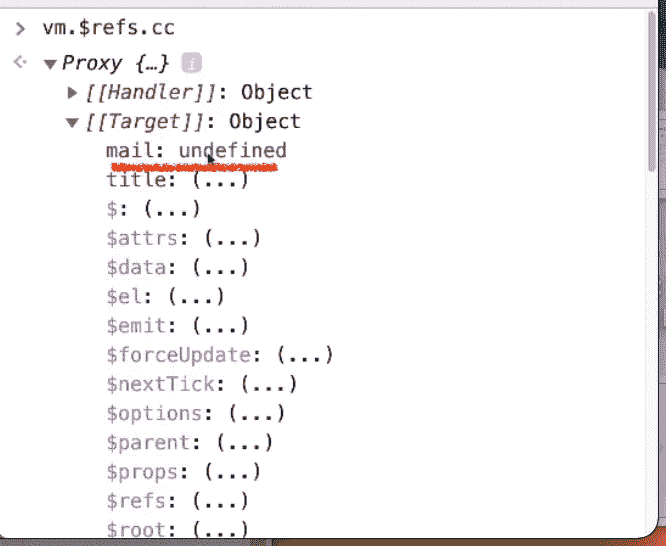 > vm.$refs.cc
<· ▼Proxy {…} i
▶[[Handler]]: Object
▼[[Target]]: Object
mail: undefined
title: (...)
$: (...)
$attrs: (...)
$data: (...)
$el: (...)
$emit: (...)
$forceUpdate: (...)
$nextTick: (...)
$options: (...)
$parent: (...)
$props: (...)
$refs: (...)
$root: (...)